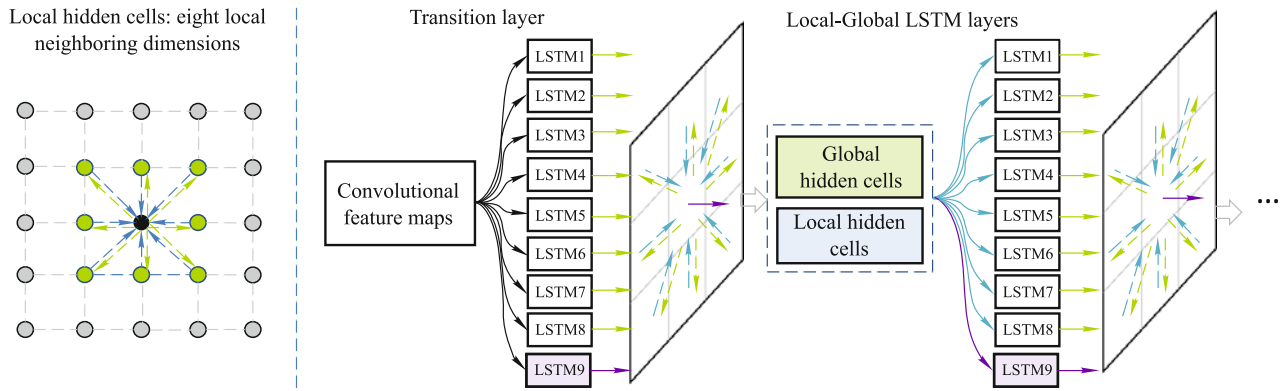 Local hidden cells: eight local
neighboring dimensions
Transition layer
Convolutional
feature maps
LSTM1
LSTM2
LSTM3
LSTM4
LSTM5
LSTM6
LSTM7
LSTM8
LSTM9
Local-Global LSTM layers
Global
hidden cells
Local hidden
cells
LSTM1
LSTM2
LSTM3
LSTM4
LSTM5
LSTM6
LSTM7
LSTM8
LSTM9
...